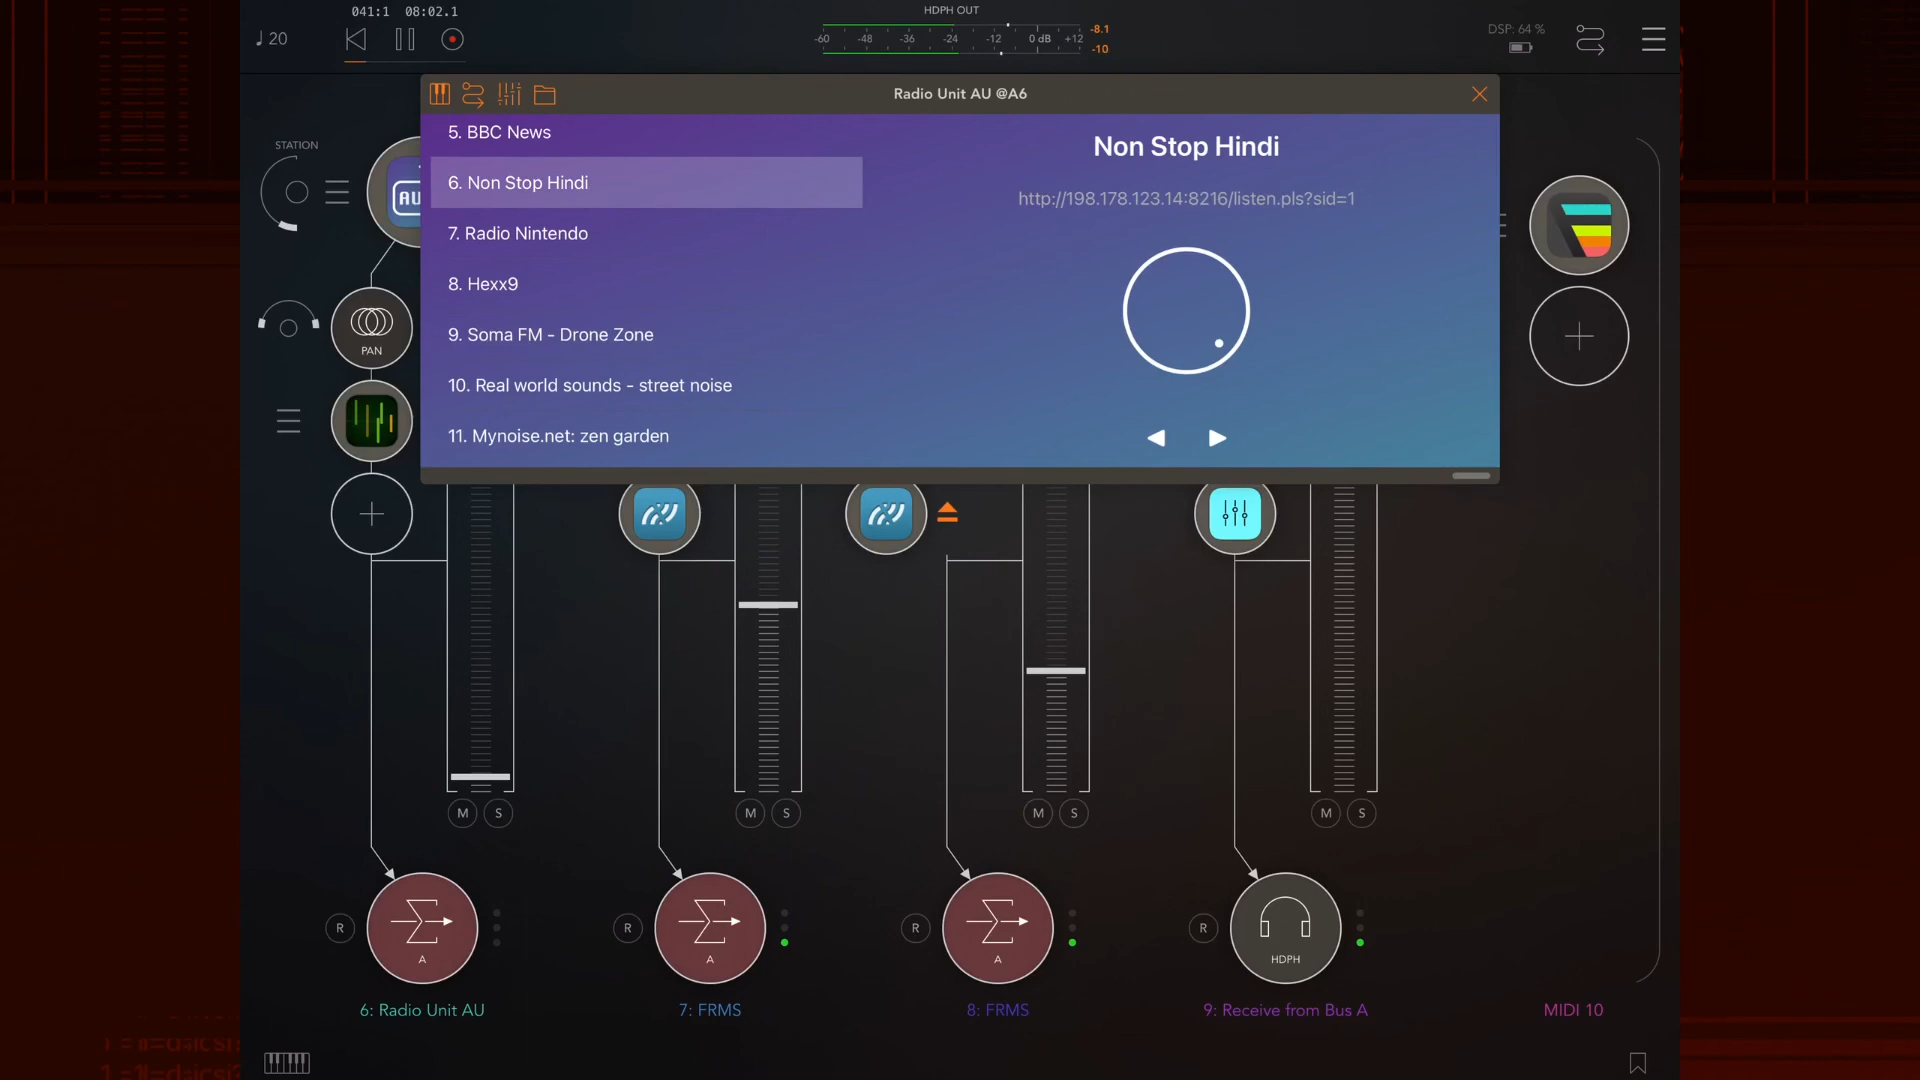 041:1 08:02.1
HDPH OUT
♩20
-60 -48 -36 -24 -12 0 dB +12
-8.1
-10
DSP: 64 %
Radio Unit AU @A6
STATION
AU
5. BBC News
6. Non Stop Hindi
7. Radio Nintendo
8. Hexx9
9. Soma FM - Drone Zone
10. Real world sounds - street noise
11. Mynoise.net: zen garden
Non Stop Hindi
http://198.178.123.14:8216/listen.pls?sid=1
PAN
M S
M S
M S
M S
R
A
R
A
R
A
R
HDPH
6: Radio Unit AU
7: FRMS
8: FRMS
9: Receive from Bus A
MIDI 10